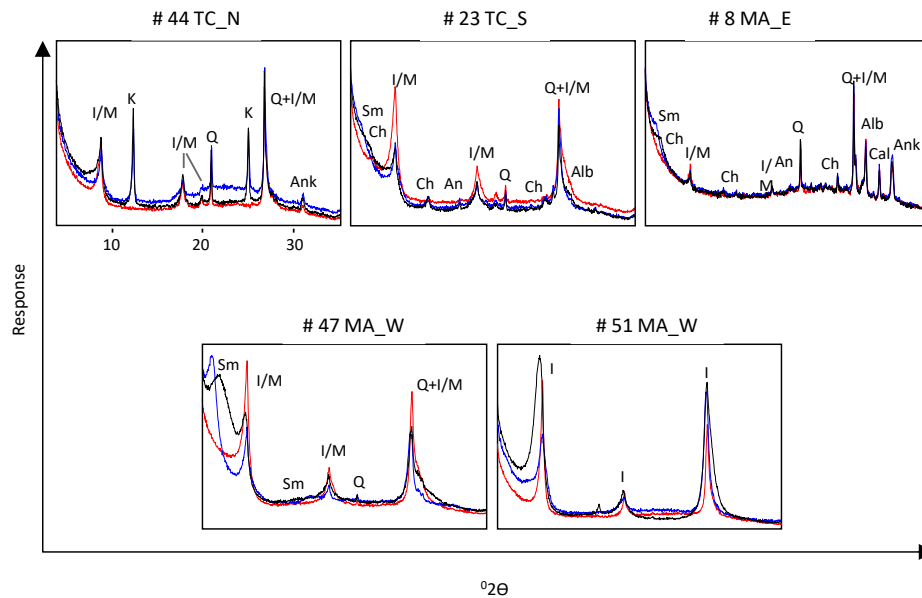 # 44 TC_N
# 23 TC_S
# 8 MA_E
I/M
K
I/M
I
Q
K
Q+I/M
Ank
10
20
30
Sm
Ch
I/M
Ch
An
I/M
Q
Ch
Q+I/M
Alb
Sm
Ch
I/M
Ch
I/
M
An
Q
Ch
Q+I/M
Alb
Cal
Ank
Response
# 47 MA_W
# 51 MA_W
Sm
I/M
Sm
I/M
Q
Q+I/M
I
I
I
⁰2Θ